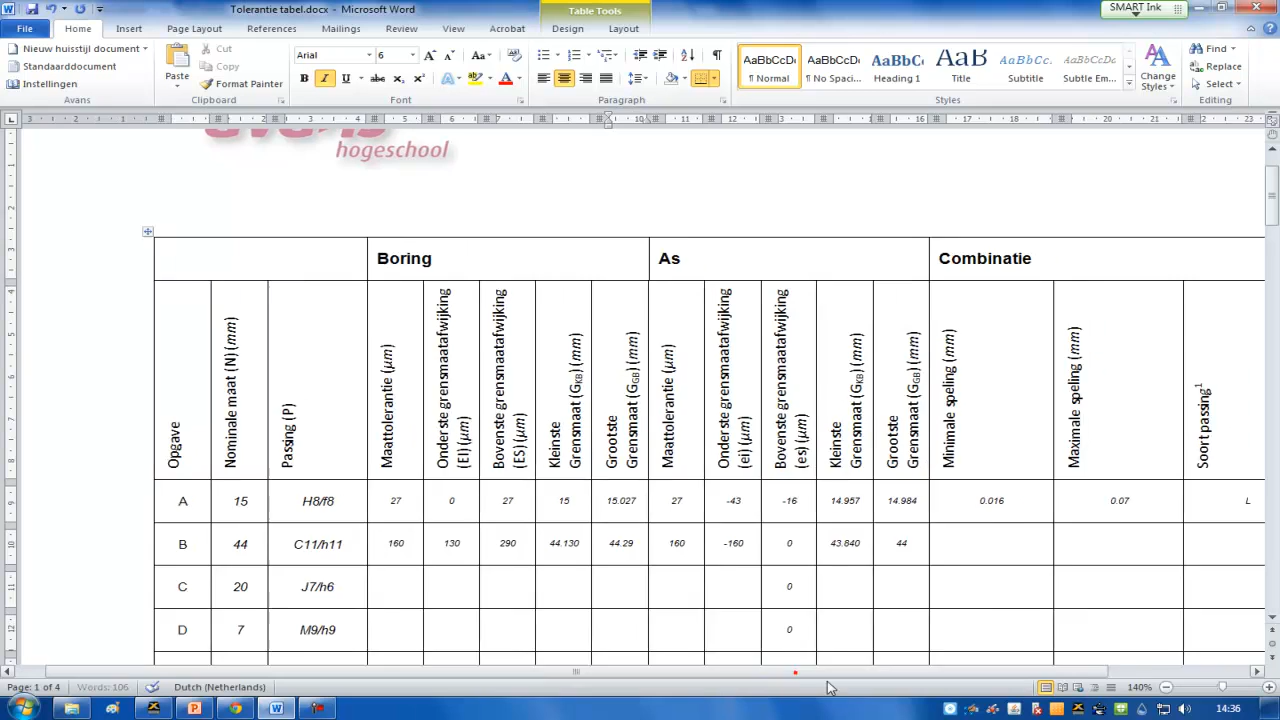 Tolerantie tabel.docx - Microsoft Word
Table Tools
SMART Ink
File Home Insert Page Layout References Mailings Review View Acrobat Design Layout
Nieuw huisstijl document
Standaarddocument
Instellingen
Avans
Paste
Cut
Copy
Format Painter
Clipboard
Arial 6
Font
Paragraph
AaBbCcDc AaBbCcDc AaBbC AaB AaBbCc. AaBbCcDc
¶ Normal ¶ No Spaci... Heading 1 Title Subtitle Subtle Em...
Change
Styles
Styles
Find
Replace
Select
Editing
hogeschool
Boring As Combinatie
Opgave
Nominale maat (N) (mm)
Passing (P)
Maattolerantie (μm)
Onderste grensmaatafwijking
(EI) (μm)
Bovenste grensmaatafwijking
(ES) (μm)
Kleinste
Grensmaat (GKB) (mm)
Grootste
Grensmaat (GGB) (mm)
Maattolerantie (μm)
Onderste grensmaatafwijking
(ei) (μm)
Bovenste grensmaatafwijking
(es) (μm)
Kleinste
Grensmaat (GKB) (mm)
Grootste
Grensmaat (GGB) (mm)
Minimale speling (mm)
Maximale speling (mm)
Soort passing1
A 15 H8/f8 27 0 27 15 15.027 27 -43 -16 14.957 14.984 0.016 0.07 L
B 44 C11/h11 160 130 290 44.130 44.29 160 -160 0 43.840 44
C 20 J7/h6 0
D 7 M9/h9 0
Page: 1 of 4 Words: 106 Dutch (Netherlands) 140%
14:36